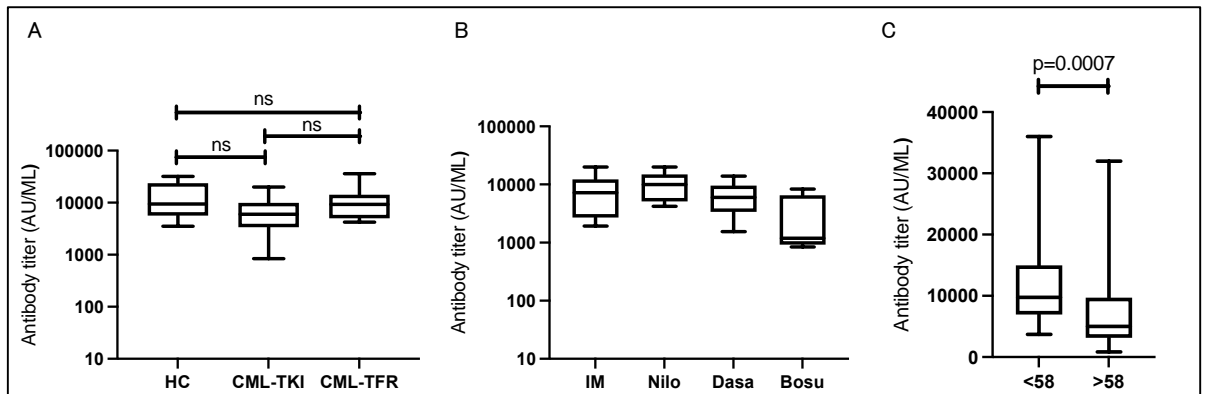 A
ns
ns
ns
Antibody titer (AU/ML)
100000
10000
1000
100
10
HC CML-TKI CML-TFR
B
Antibody titer (AU/ML)
100000
10000
1000
100
10
IM Nilo Dasa Bosu
C
p=0.0007
Antibody titer (AU/ML)
40000
30000
20000
10000
0
<58 >58